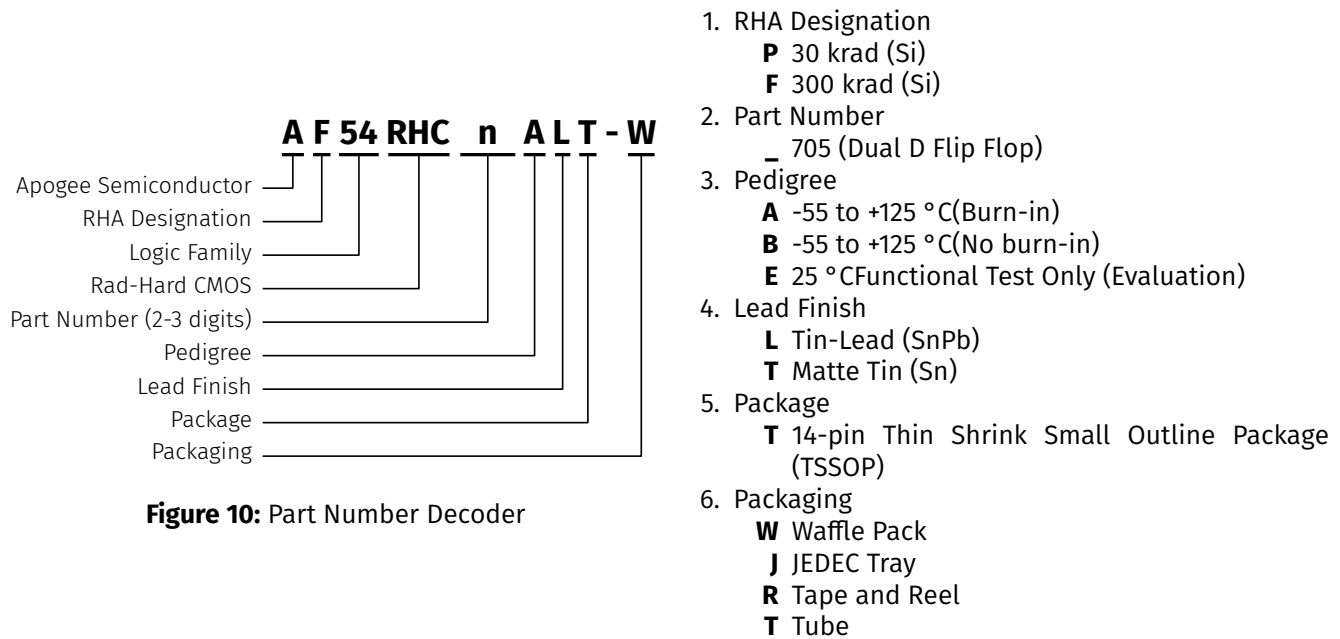 A F 54 RHC n A L T - W
Apogee Semiconductor
RHA Designation
Logic Family
Rad-Hard CMOS
Part Number (2-3 digits)
Pedigree
Lead Finish
Package
Packaging
Figure 10: Part Number Decoder
1. RHA Designation
P 30 krad (Si)
F 300 krad (Si)
2. Part Number
_ 705 (Dual D Flip Flop)
3. Pedigree
A -55 to +125 °C(Burn-in)
B -55 to +125 °C(No burn-in)
E 25 °CFunctional Test Only (Evaluation)
4. Lead Finish
L Tin-Lead (SnPb)
T Matte Tin (Sn)
5. Package
T 14-pin Thin Shrink Small Outline Package
(TSSOP)
6. Packaging
W Waffle Pack
J JEDEC Tray
R Tape and Reel
T Tube